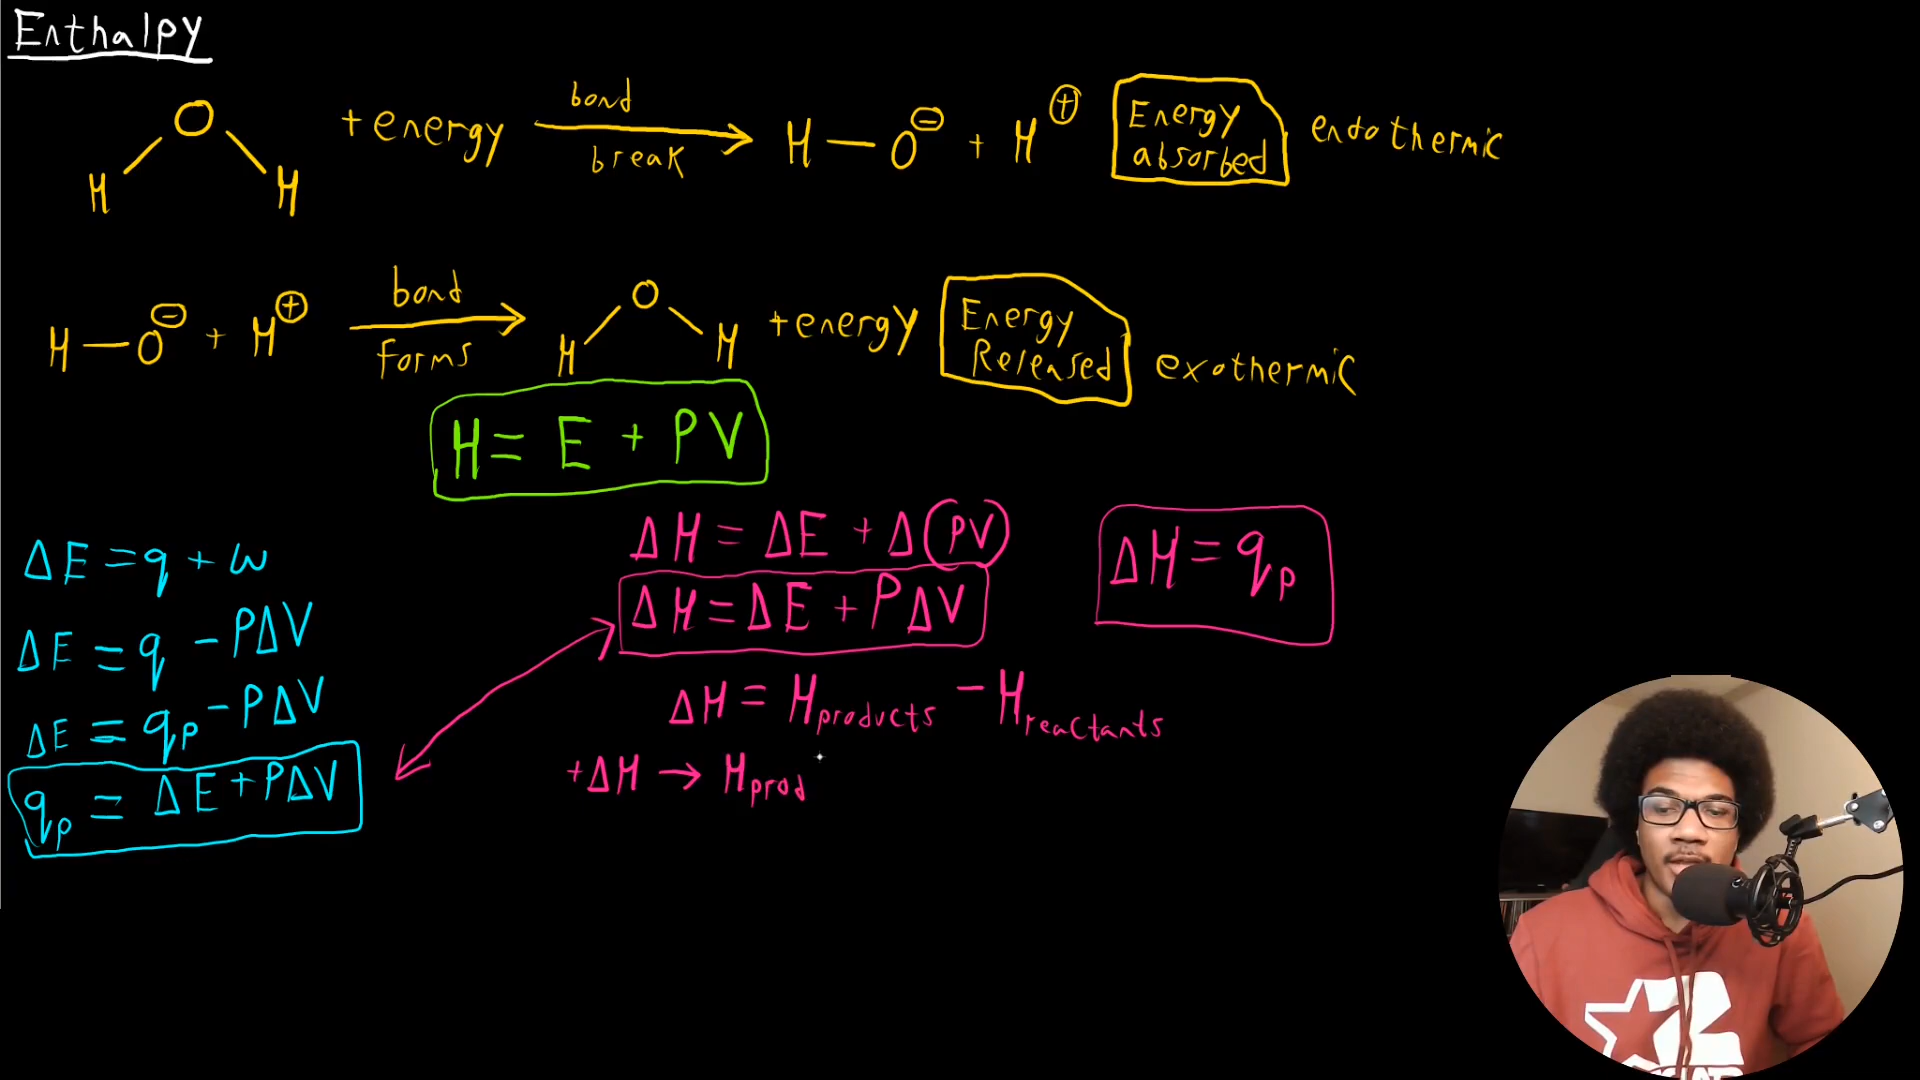 Enthalpy
O
H H
+ energy
bond
break
H — O⊖ + H⊕
Energy
absorbed
endothermic
H — O⊖ + H⊕
bond
forms
O
H H
+energy
Energy
Released
exothermic
H = E + PV
ΔE = q + w
ΔE = q - PΔV
ΔE = qp - PΔV
qp = ΔE + PΔV
ΔH = ΔE + Δ(PV)
ΔH = ΔE + PΔV
ΔH = Hproducts - Hreactants
+ΔH → Hprod
ΔH = qp